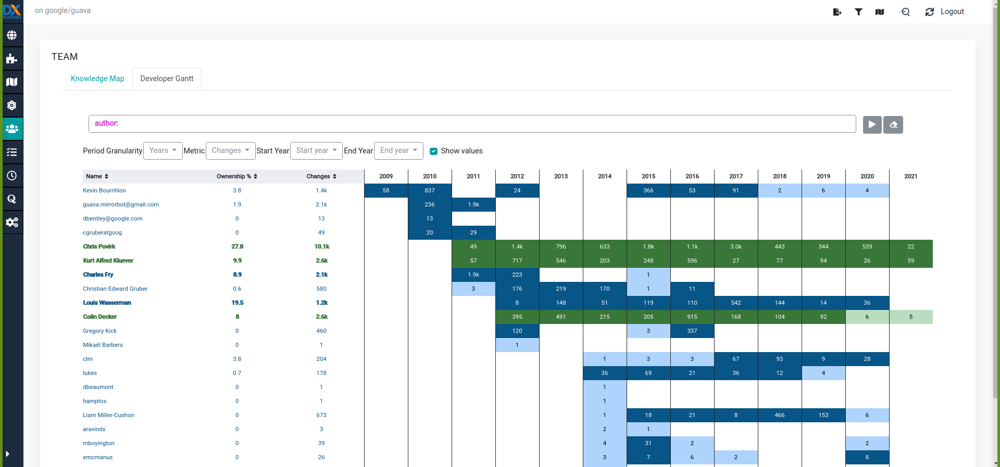 DX
PLATFORM
on google/guava
Logout
TEAM
Knowledge Map Developer Gantt
author:
Period Granularity Years Metric Changes Start Year Start year End Year End year Show values
Name Ownership % Changes 2009 2010 2011 2012 2013 2014 2015 2016 2017 2018 2019 2020 2021
Kevin Bourrillion 3.8 1.4k 58 837 24 366 53 91 2 6 4
guava.mirrorbot@gmail.com 1.9 2.1k 236 1.9k
dbentley@google.com 0 13 13
cgruberatgoog 0 49 20 29
Chris Povirk 27.8 10.1k 49 1.4k 796 633 1.8k 1.1k 3.0k 443 344 539 22
Kurt Alfred Kluever 9.9 2.6k 57 717 546 203 248 596 27 77 94 26 59
Charles Fry 8.9 2.1k 1.9k 223 1
Christian Edward Gruber 0.6 580 3 176 219 170 1 11
Louis Wasserman 19.5 1.2k 8 148 51 119 110 542 144 14 36
Colin Decker 8 2.6k 395 491 215 205 915 168 104 92 6 5
Gregory Kick 0 460 120 3 337
Mikaël Barbero 0 1 1
clm 3.8 204 1 3 3 67 93 9 28
lukes 0.7 178 36 69 21 36 12 4
dbeaumont 0 1 1
hamptos 0 1 1
Liam Miller-Cushon 0 673 1 18 21 8 466 153 6
aravinds 0 3 2 1
mboyington 0 39 4 31 2 2
emcmanus 0 26 3 7 6 2 8